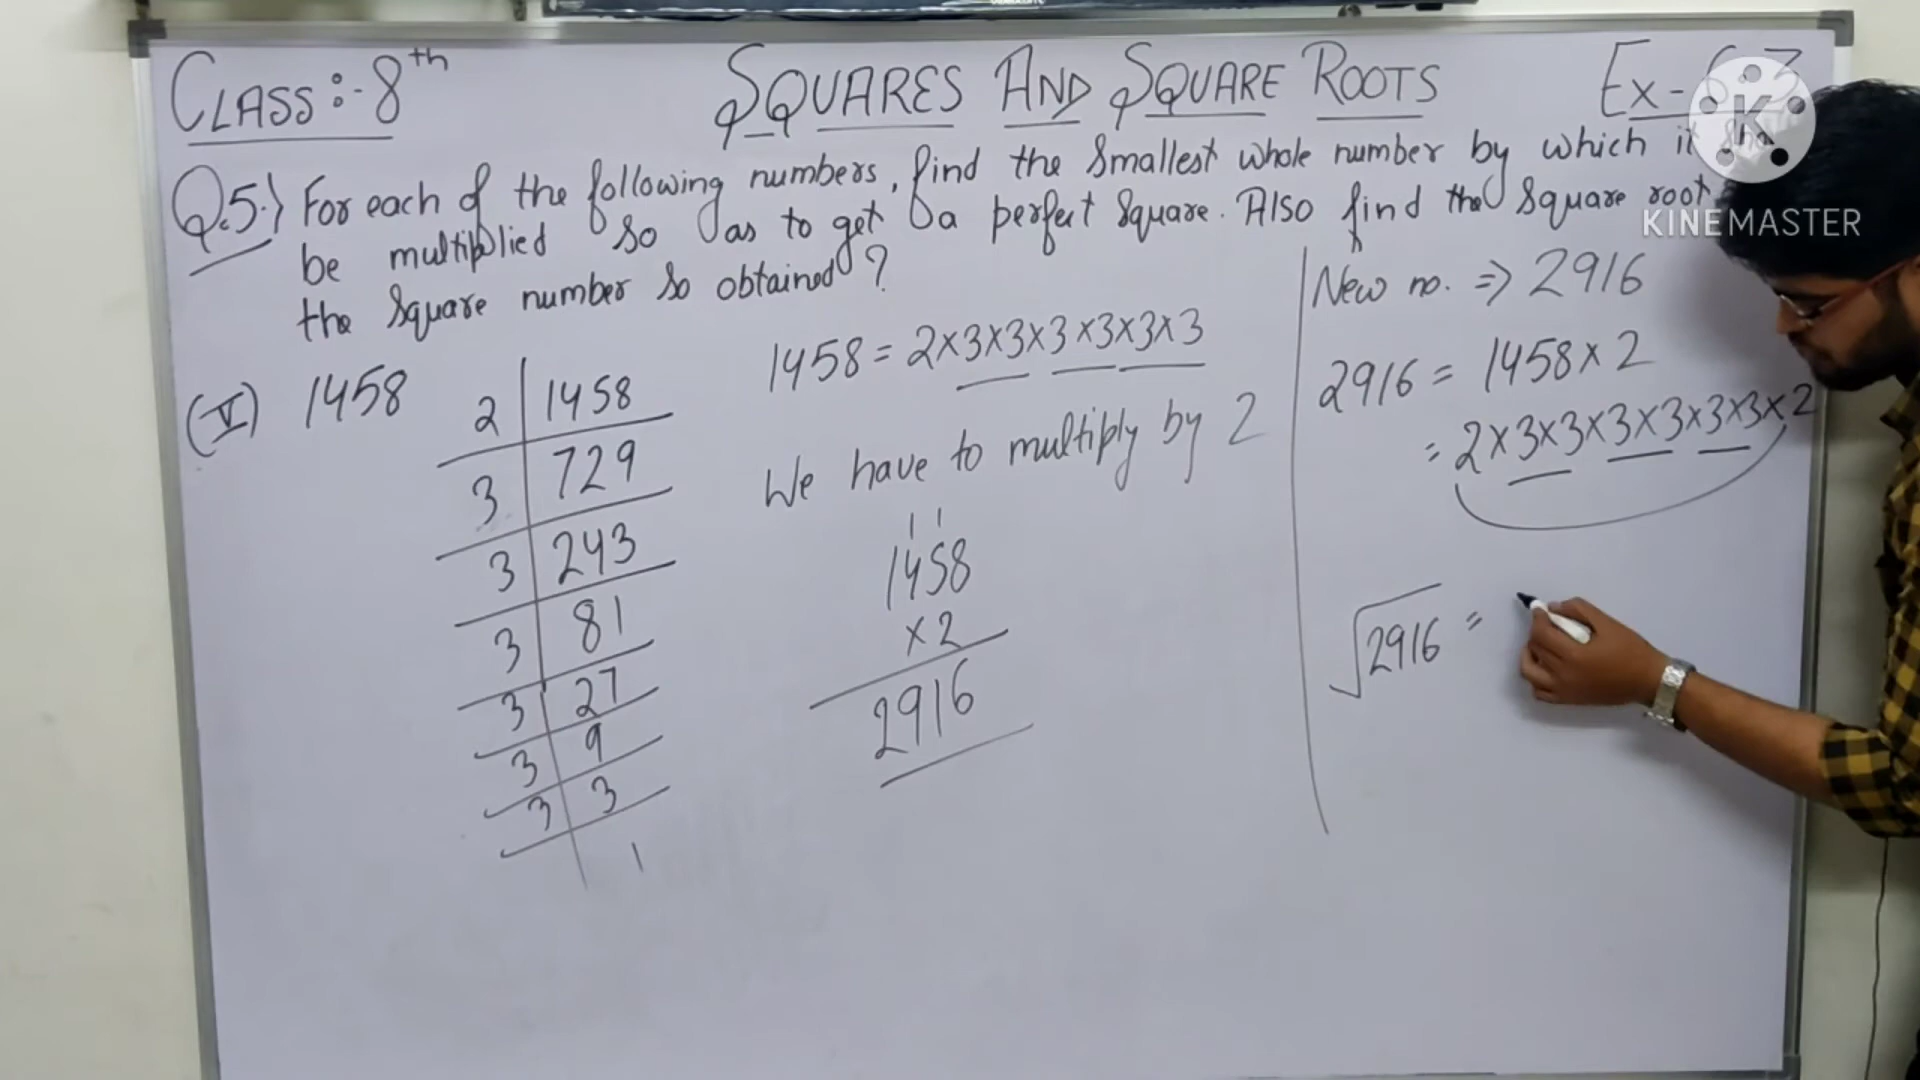 CLASS :- 8th SQUARES AND SQUARE ROOTS Ex-
Q.5.) For each of the following numbers, find the smallest whole number by which it
be multiplied so as to get a perfect square. Also find the square root
the square number so obtained?
KINEMASTER
(V) 1458
2 | 1458
3 | 729
3 | 243
3 | 81
3 | 27
3 | 9
3 | 3
1
1458 = 2×3×3×3×3×3×3
We have to multiply by 2
1 1
1458
×2
2916
New no. ⇒ 2916
2916 = 1458×2
= 2×3×3×3×3×3×3×2
√2916 =